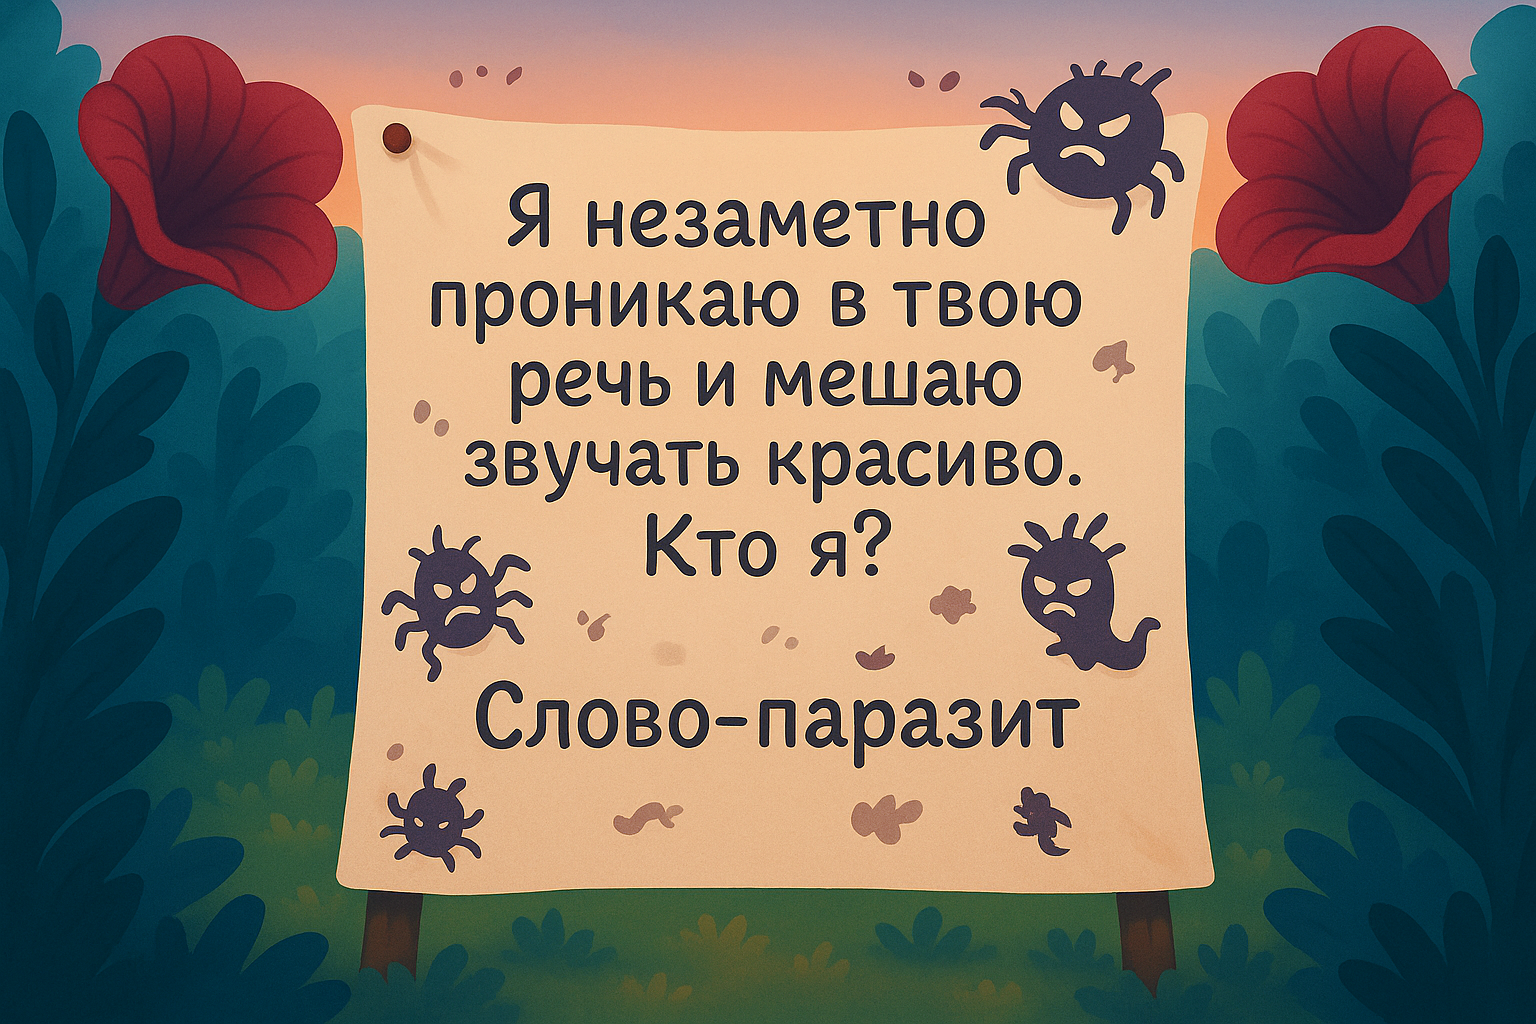 Я незаметно
проникаю в твою
речь и мешаю
звучать красиво.
Кто я?
Слово-паразит